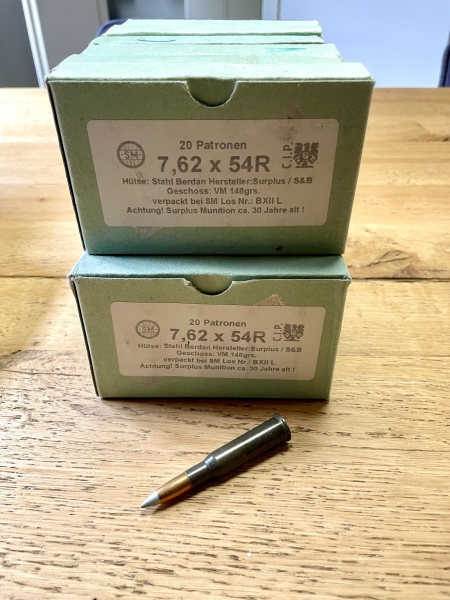 20 Patronen
SM
7,62 x 54R
C.I.P.
Hülse: Stahl Berdan Hersteller:Surplus / S&B
Geschoss: VM 148grs.
verpackt bei SM Los Nr.: BXII L
Achtung! Surplus Munition ca. 30 Jahre alt !
20 Patronen
SM
7,62 x 54R
C.I.P.
Hülse: Stahl Berdan Hersteller:Surplus / S&B
Geschoss: VM 148grs.
verpackt bei SM Los Nr.: BXII L
Achtung! Surplus Munition ca. 30 Jahre alt !